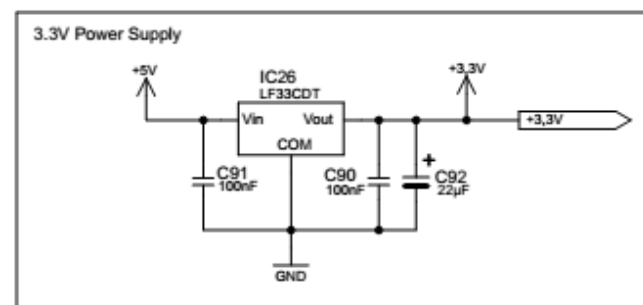 3.3V Power Supply
+5V
IC26
LF33CDT
+3,3V
Vin
Vout
+3,3V
COM
C91
100nF
C90
100nF
+
C92
22µF
GND